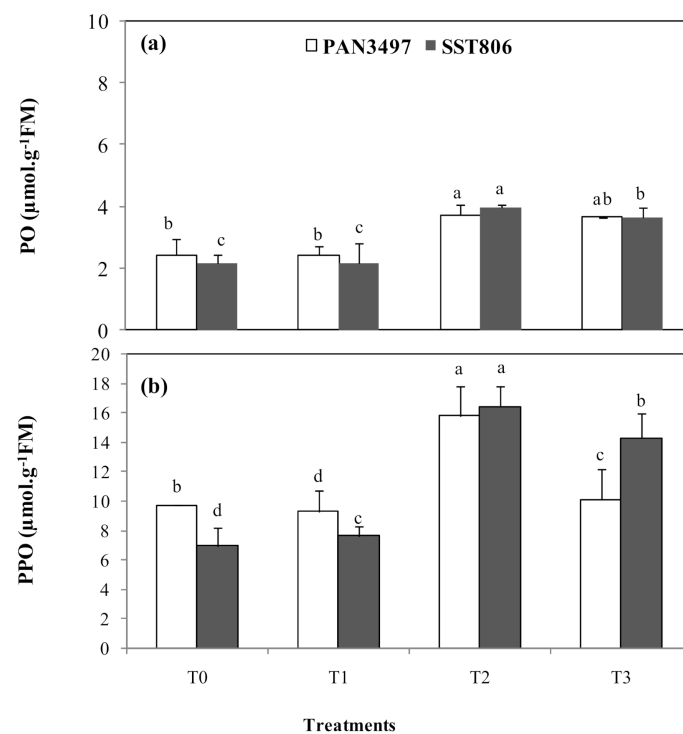 (a)
PAN3497 SST806
PO (µmol.g-1FM)
10
8
6
4
2
0
b c b c a a ab b
(b)
PPO (µmol.g-1FM)
20
18
16
14
12
10
8
6
4
2
0
b d d c a a c b
T0 T1 T2 T3
Treatments